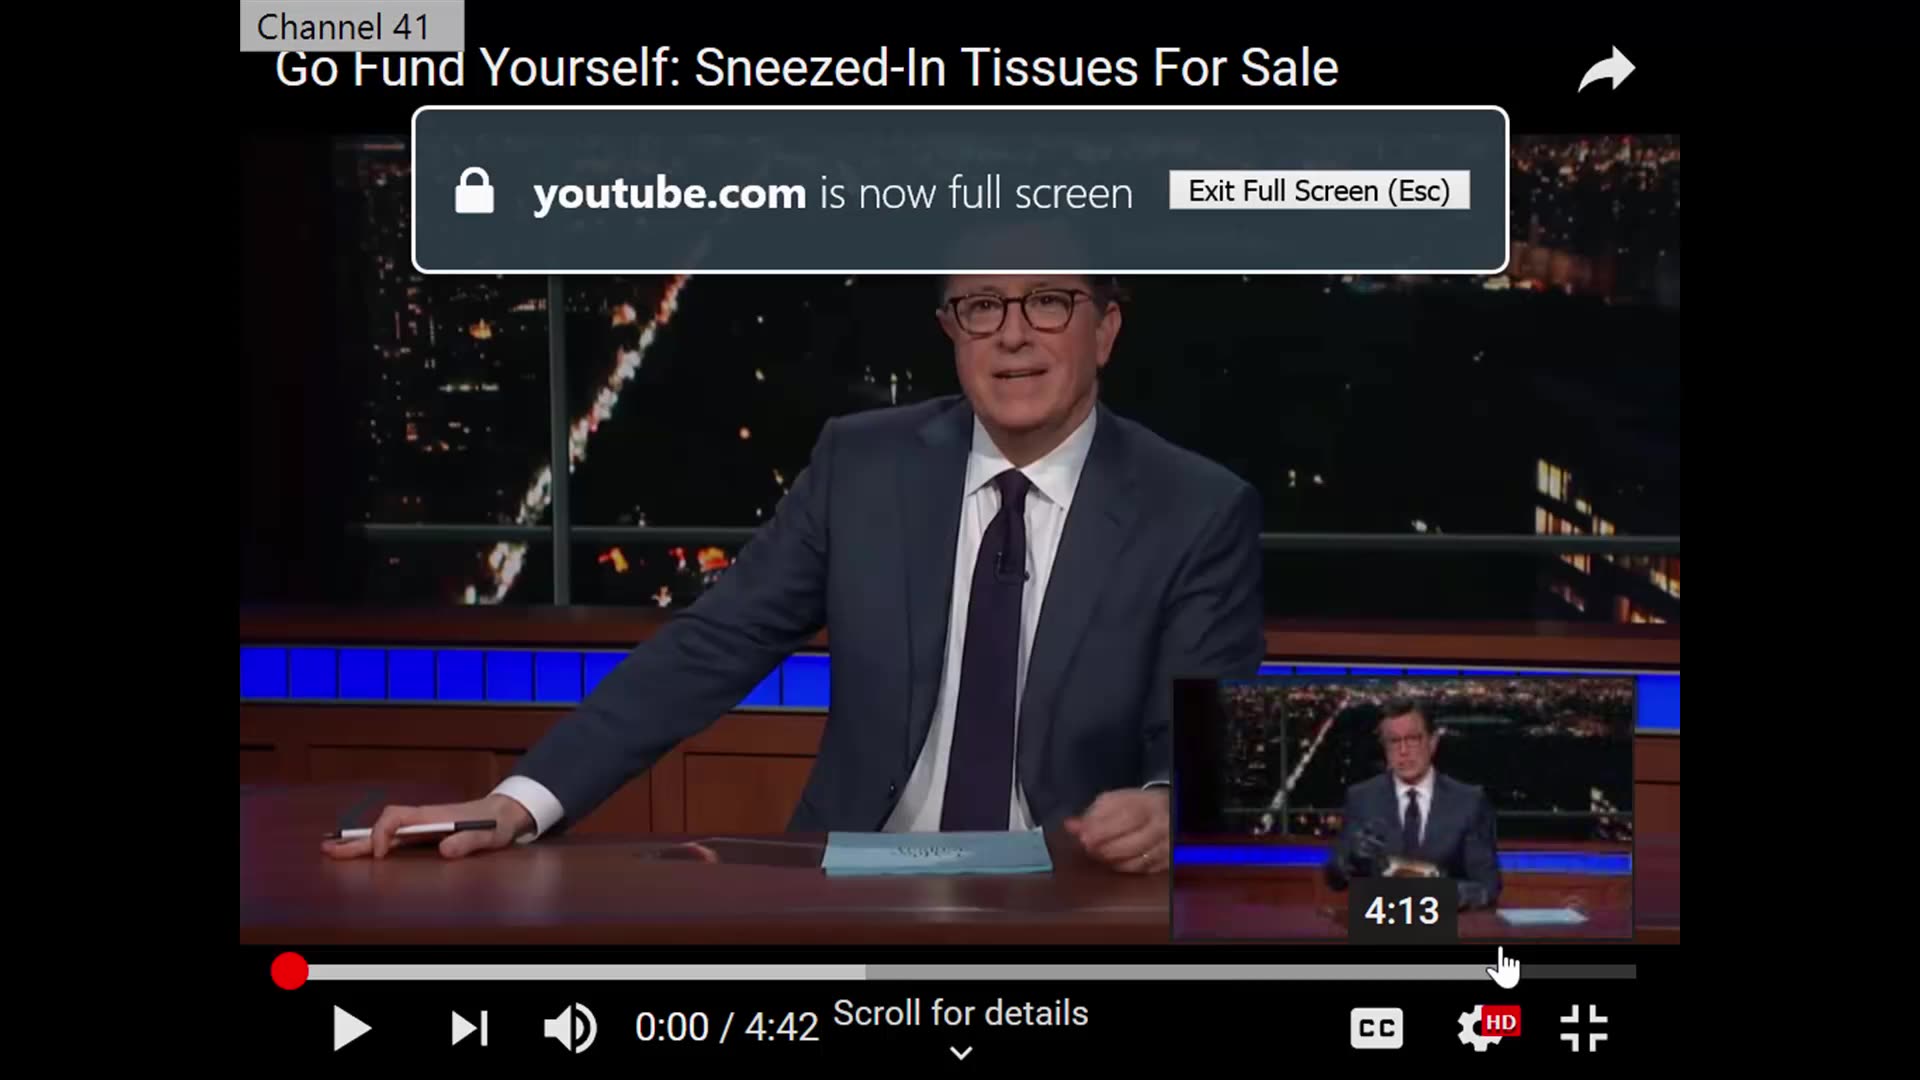 Channel 41
Go Fund Yourself: Sneezed-In Tissues For Sale
youtube.com is now full screen
Exit Full Screen (Esc)
4:13
0:00 / 4:42
Scroll for details
CC
HD